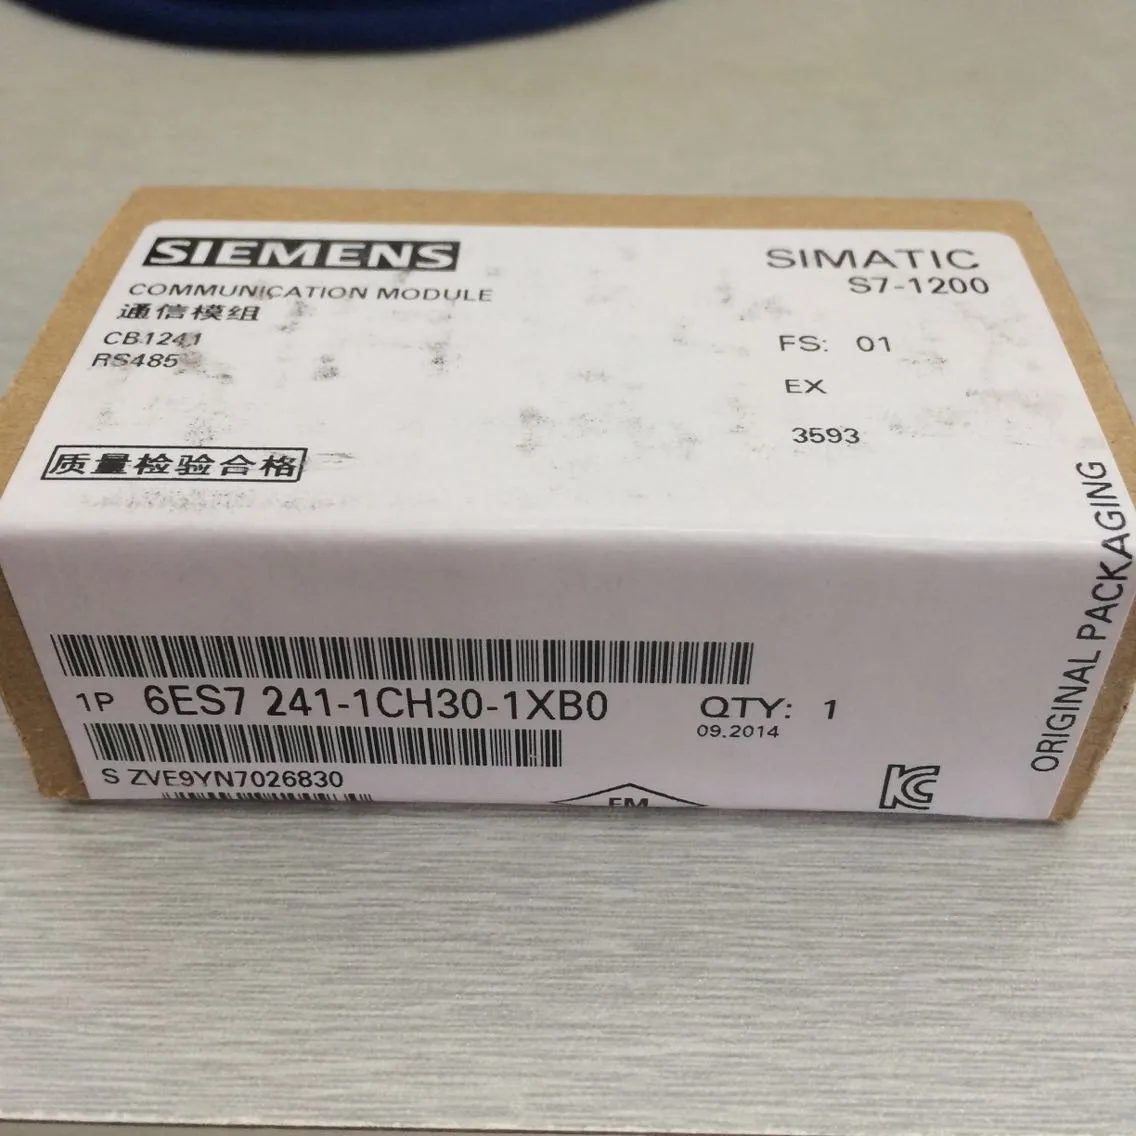 SIEMENS
SIMATIC
S7-1200
COMMUNICATION MODULE
通信模组
CB1241
RS485
FS: 01
EX
3593
质量检验合格
ORIGINAL PACKAGING
1P 6ES7 241-1CH30-1XB0
QTY: 1
09.2014
S ZVE9YN7026830
FM